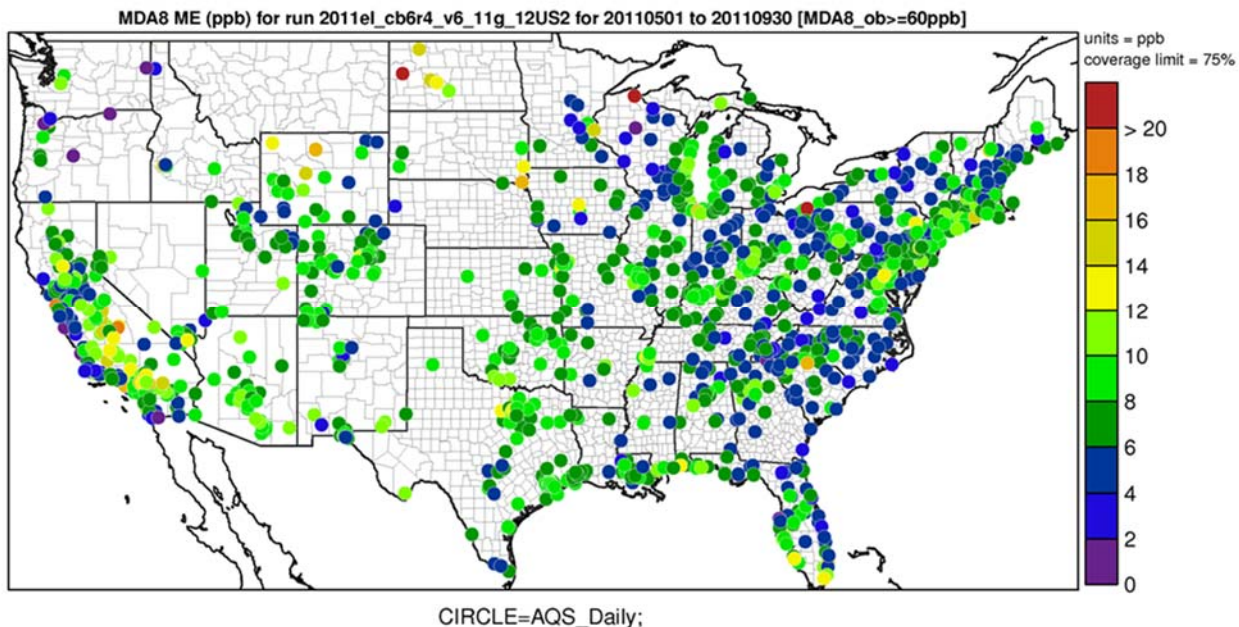 MDA8 ME (ppb) for run 2011el_cb6r4_v6_11g_12US2 for 20110501 to 20110930 [MDA8_ob>=60ppb]
units = ppb
coverage limit = 75%
> 20
18
16
14
12
10
8
6
4
2
0
CIRCLE=AQS_Daily;